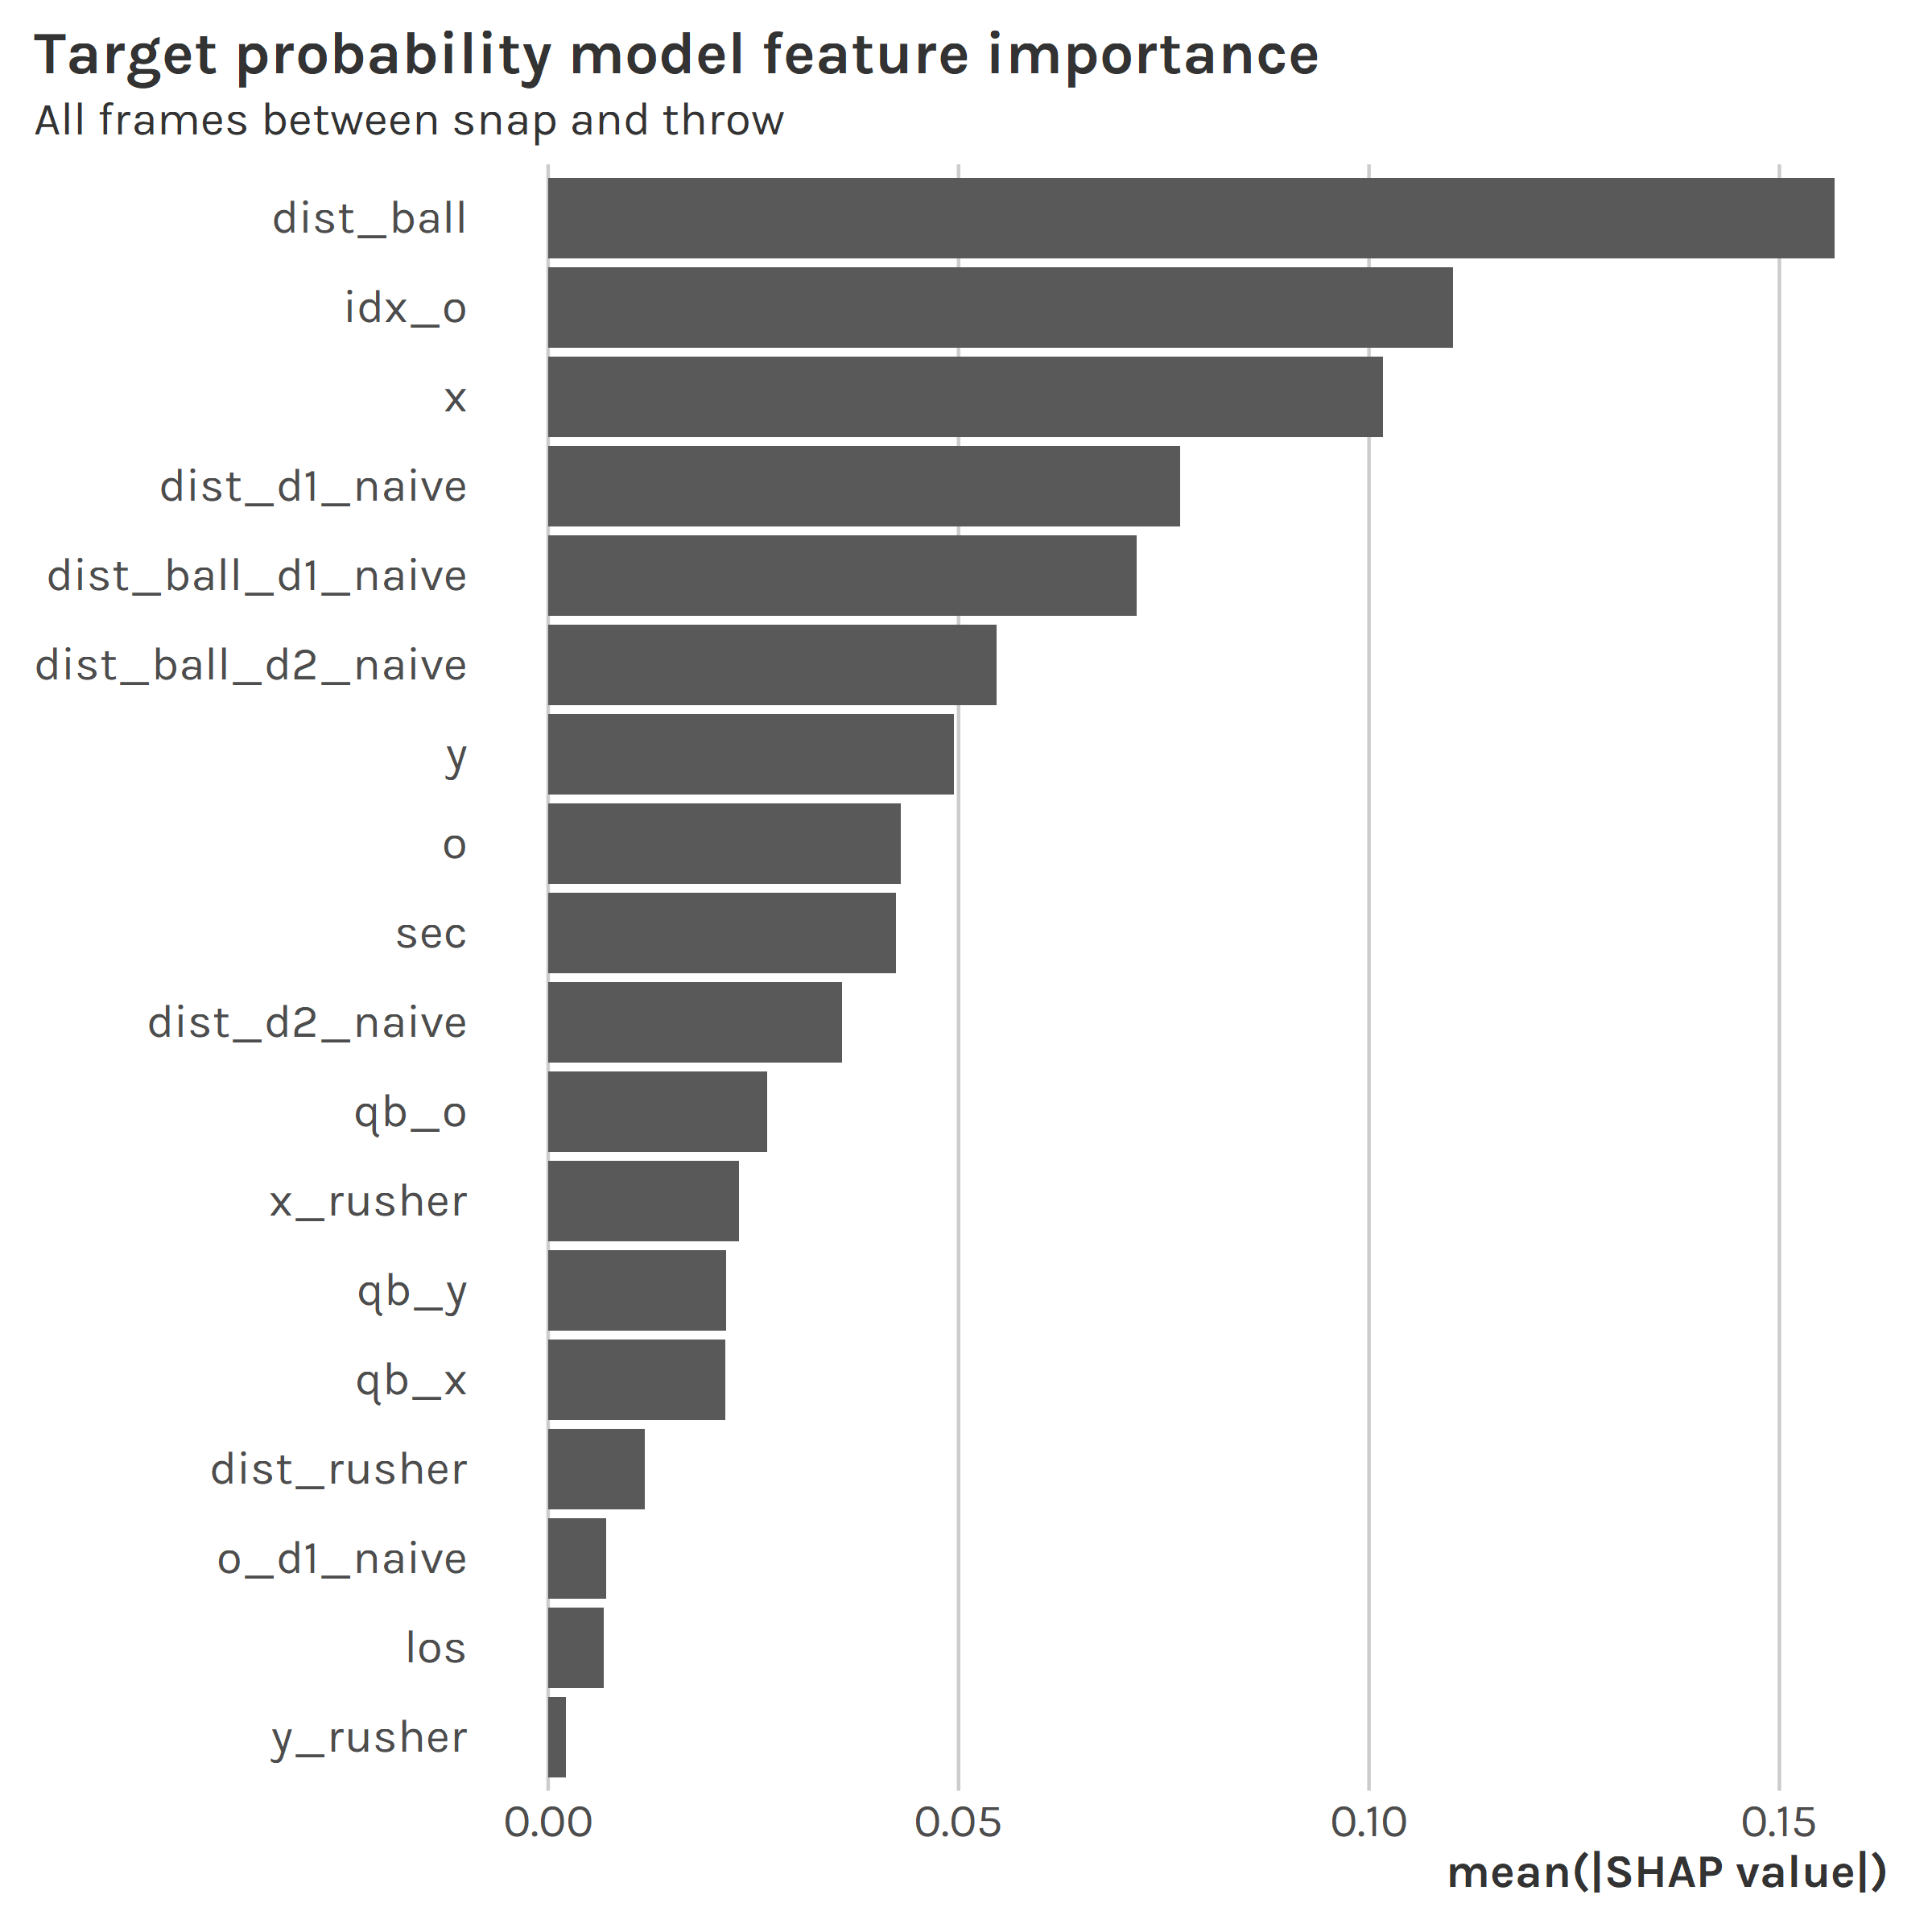 Target probability model feature importance
All frames between snap and throw
dist_ball
idx_o
x
dist_d1_naive
dist_ball_d1_naive
dist_ball_d2_naive
y
o
sec
dist_d2_naive
qb_o
x_rusher
qb_y
qb_x
dist_rusher
o_d1_naive
los
y_rusher
0.00 0.05 0.10 0.15
mean(|SHAP value|)